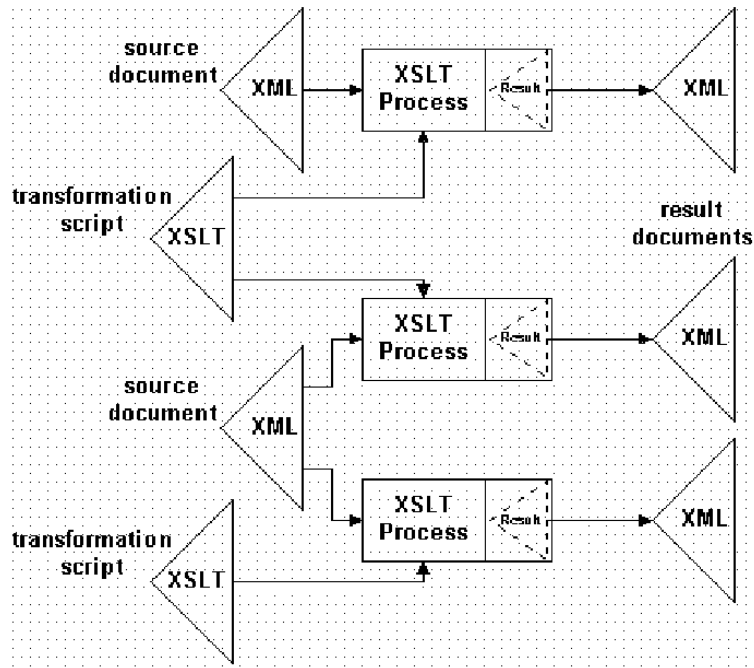 source
document
XML
XSLT
Process
Result
XML
transformation
script
XSLT
result
documents
XSLT
Process
Result
XML
source
document
XML
XSLT
Process
Result
XML
transformation
script
XSLT